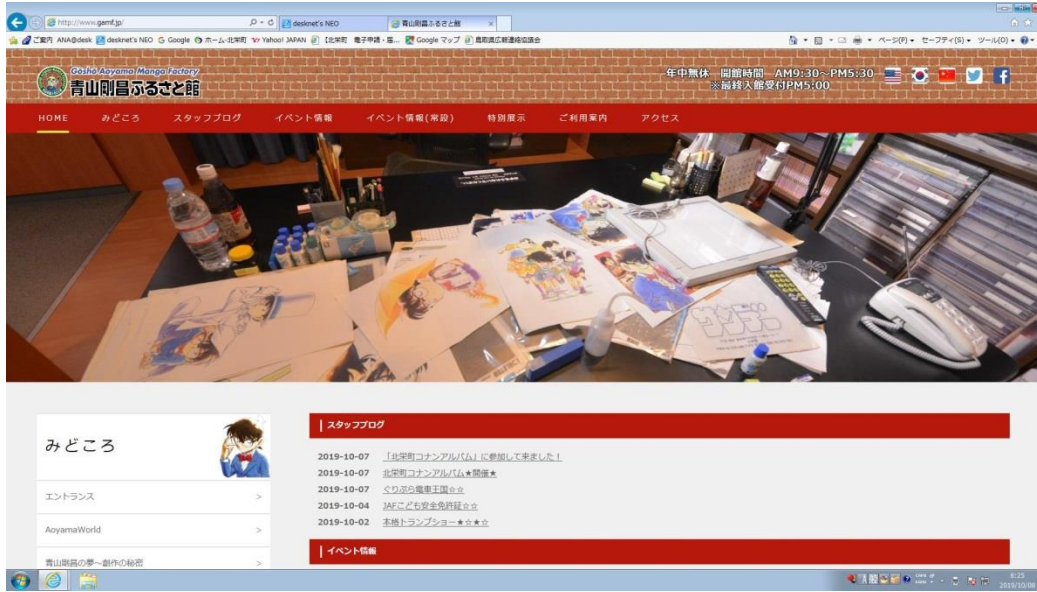 http://www.gamf.jp/
desknet's NEO
青山剛昌ふるさと館
ご案内 ANA@desk
desknet's NEO
Google
ホーム-北栄町
Yahoo! JAPAN
【北栄町 電子申請・届...
Google マップ
ページ(P)
セーフティ(S)
ツール(O)
Gosho Aoyama Manga Factory
青山剛昌ふるさと館
年中無休 開館時間 AM9:30~PM5:30
※最終入館受付PM5:00
HOME
みどころ
スタッフブログ
イベント情報
イベント情報(常設)
特別展示
ご利用案内
アクセス
サンデー
みどころ
エントランス >
AoyamaWorld >
青山剛昌の夢~創作の秘密 >
スタッフブログ
2019-10-07 「北栄町コナンアルバム」に参加して来ました!
2019-10-07 北栄町コナンアルバム★開催★
2019-10-07 ぐりぶら電車王国☆☆
2019-10-04 JAFこども安全免許証☆☆
2019-10-02 本格トランプショー★☆★☆
イベント情報
8:25
2019/10/08